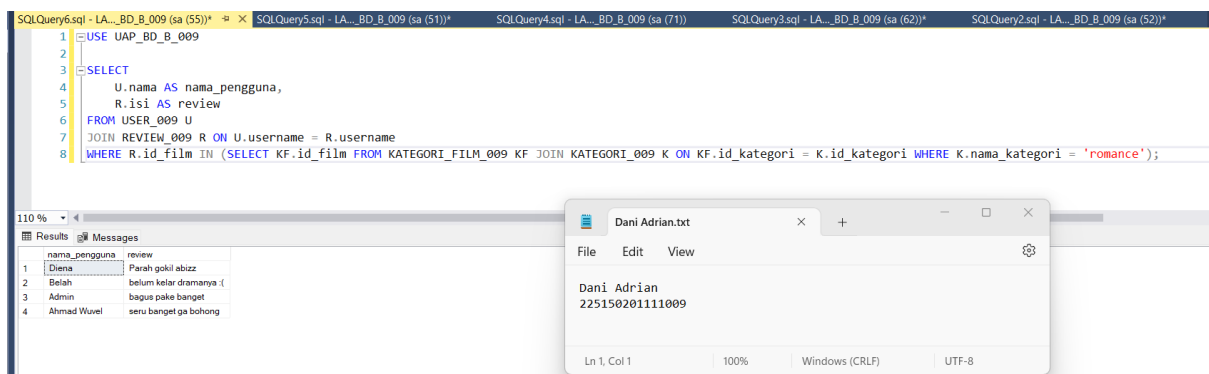 SQLQuery6.sql - LA..._BD_B_009 (sa (55))* SQLQuery5.sql - LA..._BD_B_009 (sa (51))* SQLQuery4.sql - LA..._BD_B_009 (sa (71)) SQLQuery3.sql - LA..._BD_B_009 (sa (62))* SQLQuery2.sql - LA..._BD_B_009 (sa (52))*
1 USE UAP_BD_B_009
2
3 SELECT
4 U.nama AS nama_pengguna,
5 R.isi AS review
6 FROM USER_009 U
7 JOIN REVIEW_009 R ON U.username = R.username
8 WHERE R.id_film IN (SELECT KF.id_film FROM KATEGORI_FILM_009 KF JOIN KATEGORI_009 K ON KF.id_kategori = K.id_kategori WHERE K.nama_kategori = 'romance');
110 %
Results Messages
nama_pengguna review
1 Diena Parah gokil abizz
2 Belah belum kelar dramanya :(
3 Admin bagus pake banget
4 Ahmad Wuvel seru banget ga bohong
Dani Adrian.txt
File Edit View
Dani Adrian
225150201111009
Ln 1, Col 1 100% Windows (CRLF) UTF-8